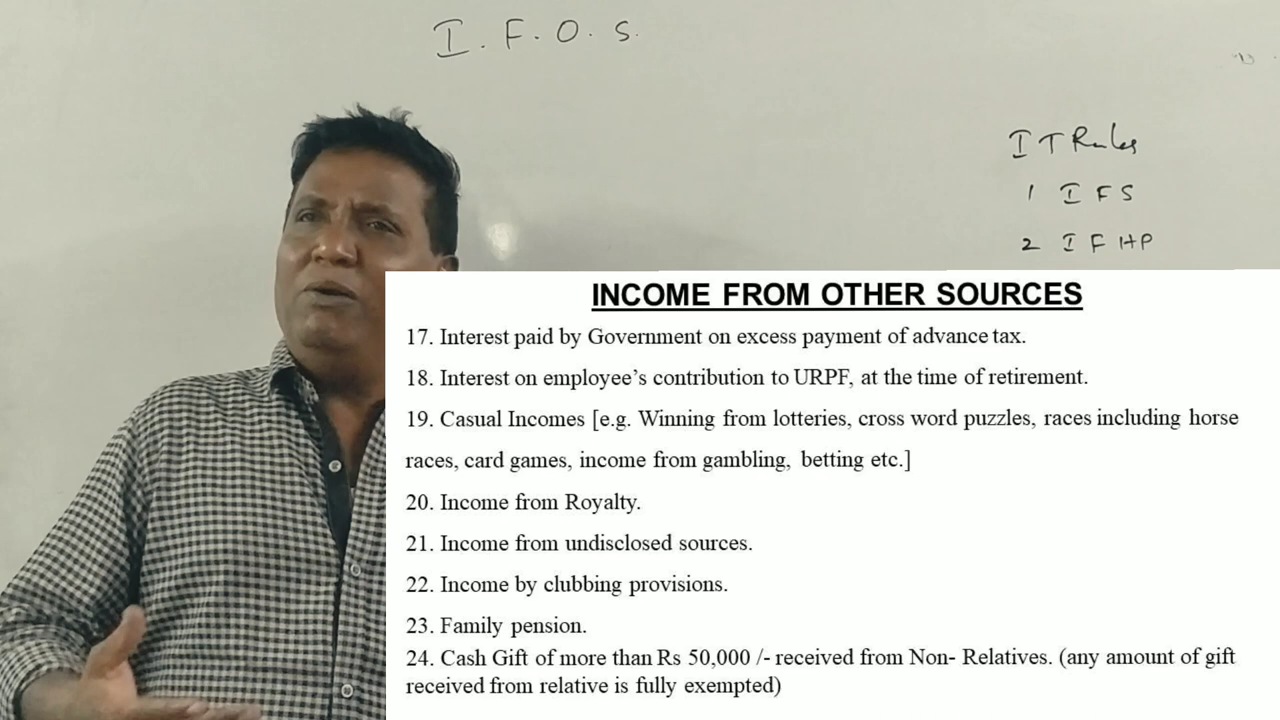 I. F. O. S.
I T Rules
1 I F S
2 I F HP
INCOME FROM OTHER SOURCES
17. Interest paid by Government on excess payment of advance tax.
18. Interest on employee’s contribution to URPF, at the time of retirement.
19. Casual Incomes [e.g. Winning from lotteries, cross word puzzles, races including horse
races, card games, income from gambling, betting etc.]
20. Income from Royalty.
21. Income from undisclosed sources.
22. Income by clubbing provisions.
23. Family pension.
24. Cash Gift of more than Rs 50,000 /- received from Non- Relatives. (any amount of gift
received from relative is fully exempted)